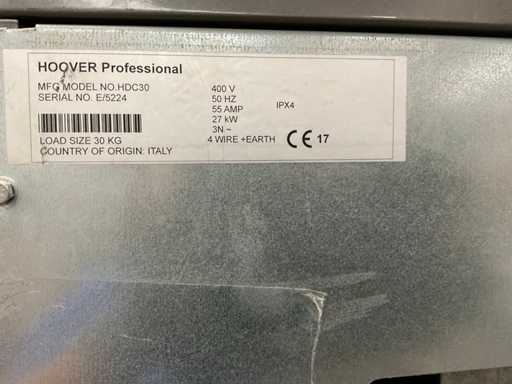 HOOVER Professional
MFG MODEL NO.HDC30
SERIAL NO. E/5224
LOAD SIZE 30 KG
COUNTRY OF ORIGIN: ITALY
400 V
50 HZ
55 AMP
27 kW
3N ~
4 WIRE +EARTH
IPX4
CE 17